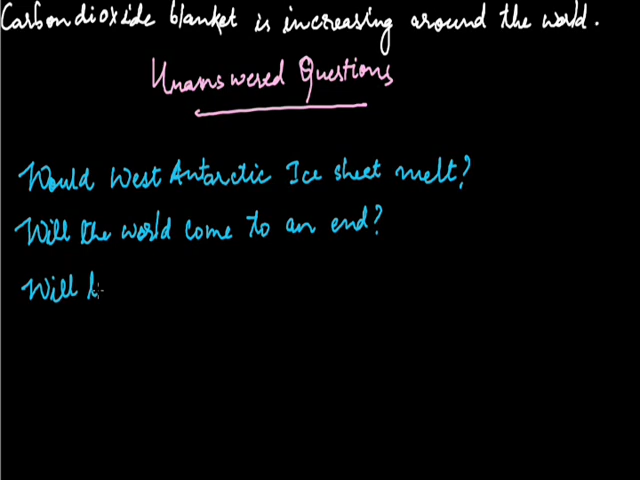 Carbondioxide blanket is increasing around the world.
Unanswered Questions
Would West Antarctic Ice sheet melt?
Will the world come to an end?
Will